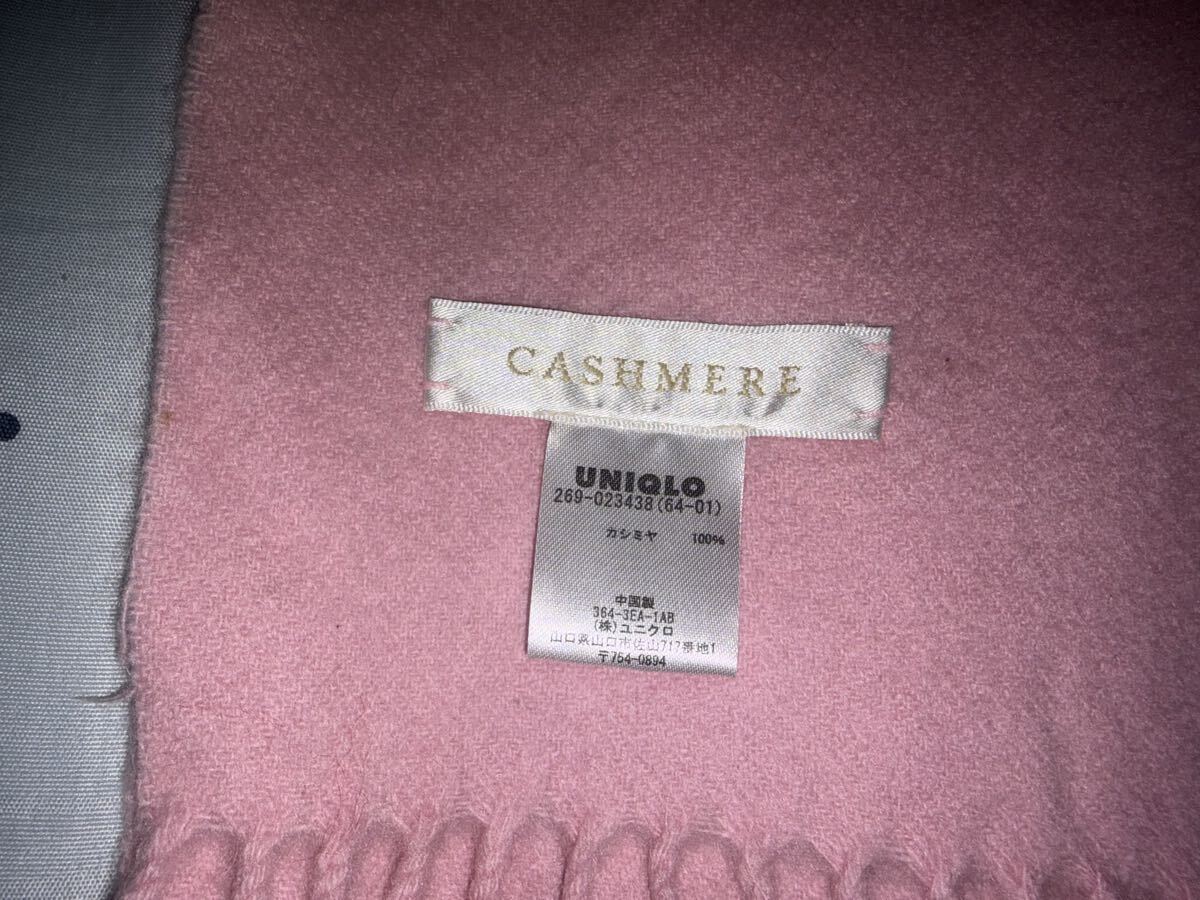 CASHMERE
UNIQLO
269-023438(64-01)
カシミヤ 100%
中国製
364-3EA-1AB
(株)ユニクロ
山口県山口市佐山717番地1
〒754-0894